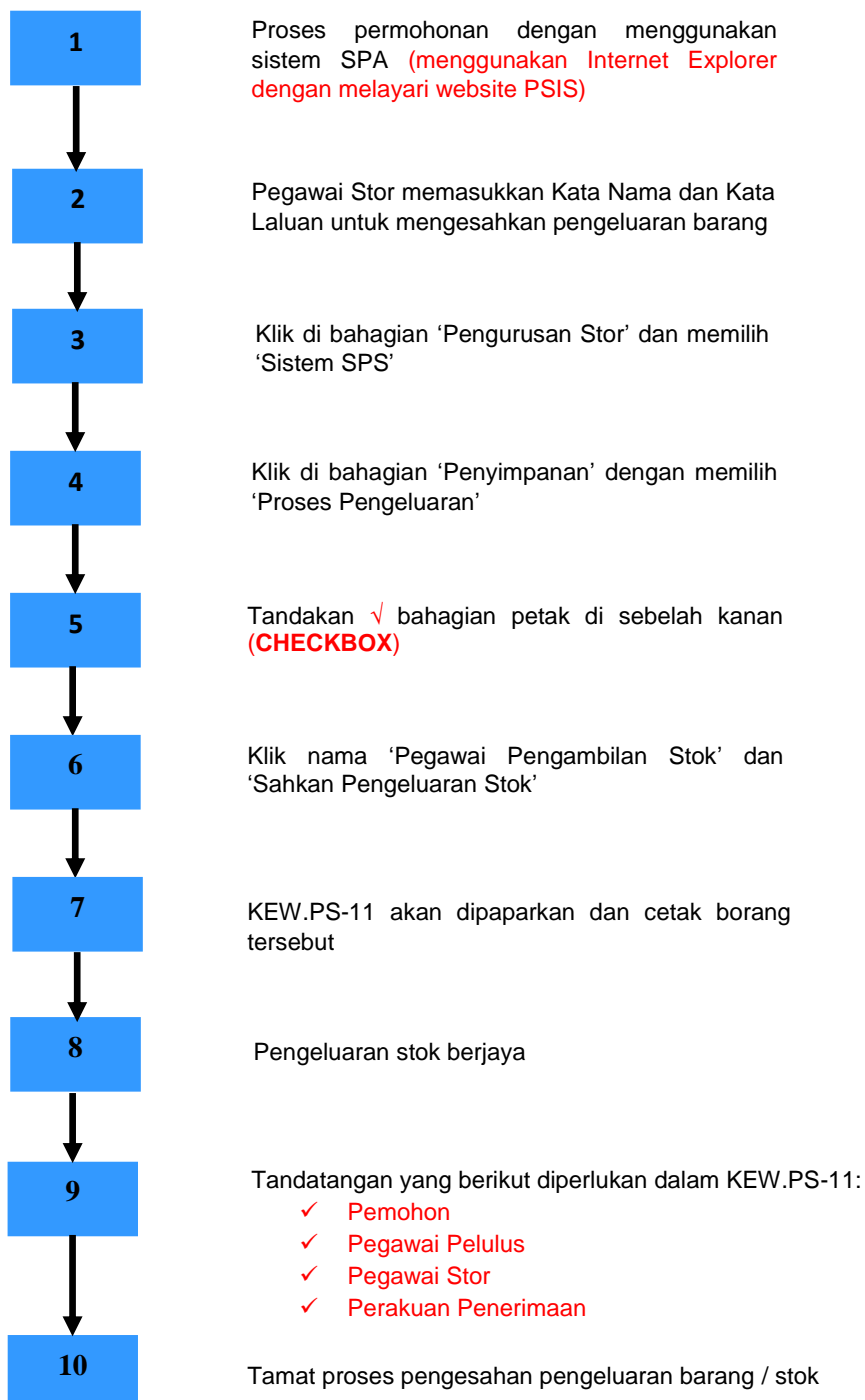 1
Proses permohonan dengan menggunakan
sistem SPA (menggunakan Internet Explorer
dengan melayari website PSIS)
2
Pegawai Stor memasukkan Kata Nama dan Kata
Laluan untuk mengesahkan pengeluaran barang
3
Klik di bahagian ‘Pengurusan Stor’ dan memilih
‘Sistem SPS’
4
Klik di bahagian ‘Penyimpanan’ dengan memilih
‘Proses Pengeluaran’
5
Tandakan √ bahagian petak di sebelah kanan
(CHECKBOX)
6
Klik nama ‘Pegawai Pengambilan Stok’ dan
‘Sahkan Pengeluaran Stok’
7
KEW.PS-11 akan dipaparkan dan cetak borang
tersebut
8
Pengeluaran stok berjaya
9
Tandatangan yang berikut diperlukan dalam KEW.PS-11:
✓ Pemohon
✓ Pegawai Pelulus
✓ Pegawai Stor
✓ Perakuan Penerimaan
10
Tamat proses pengesahan pengeluaran barang / stok